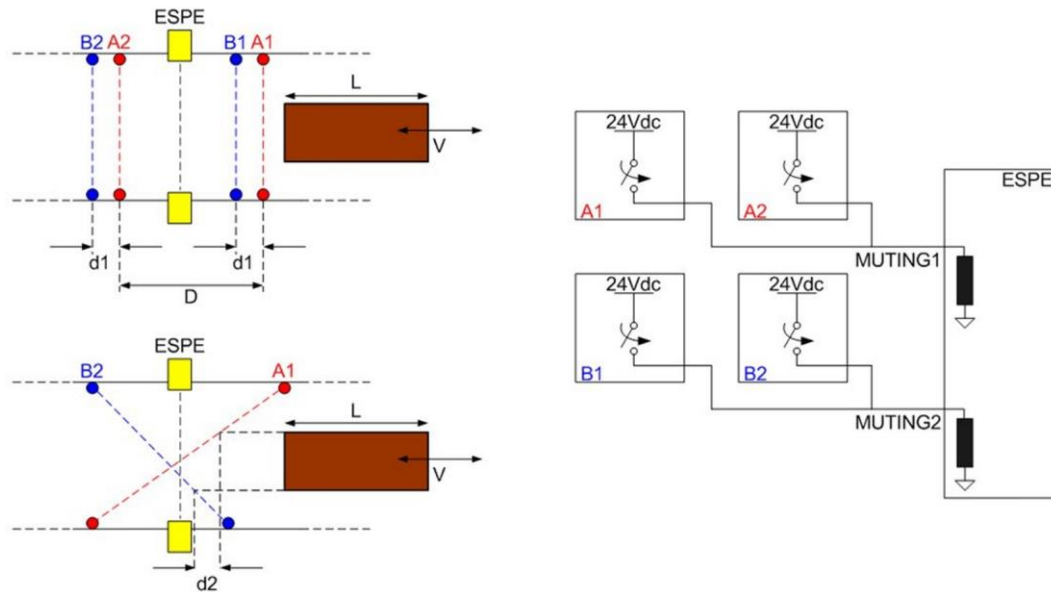 ESPE
B2 A2 B1 A1
L
V
d1 d1
D
ESPE
B2 A1
L
V
d2
24Vdc 24Vdc
ESPE
A1 A2
MUTING1
24Vdc 24Vdc
B1 B2
MUTING2